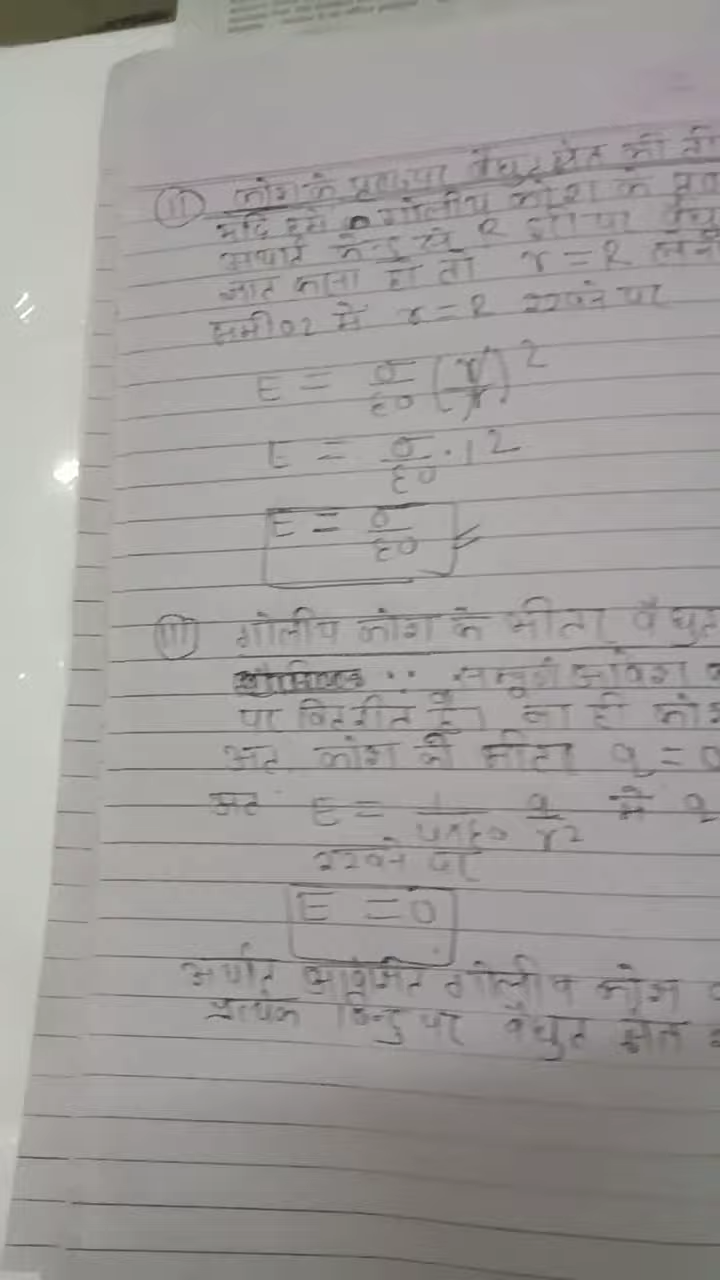 (II) कोश के पृष्ठ पर वैद्युत क्षेत्र की ती
यदि हमे गोलीय कोश के पृष्ठ
अर्थात केन्द्र से R दूरी पर वैद्यु
ज्ञात करना हो तो r = R
समी02 में r = R रखने पर
E = σ/ε0 (r/r)2
E = σ/ε0 . 12
E = σ/ε0
(III) गोलीय कोश के भीतर वैद्युत
∵ सम्पूर्ण आवेश
पर वितरीत है। ना ही कोश
अत कोश के भीतर q = 0
अत E = 1/4πε0 q/r2 में q
रखने पर
E = 0
अर्थात आवेशित गोलीय कोश
प्रत्येक बिन्दु पर वैद्युत क्षेत्र